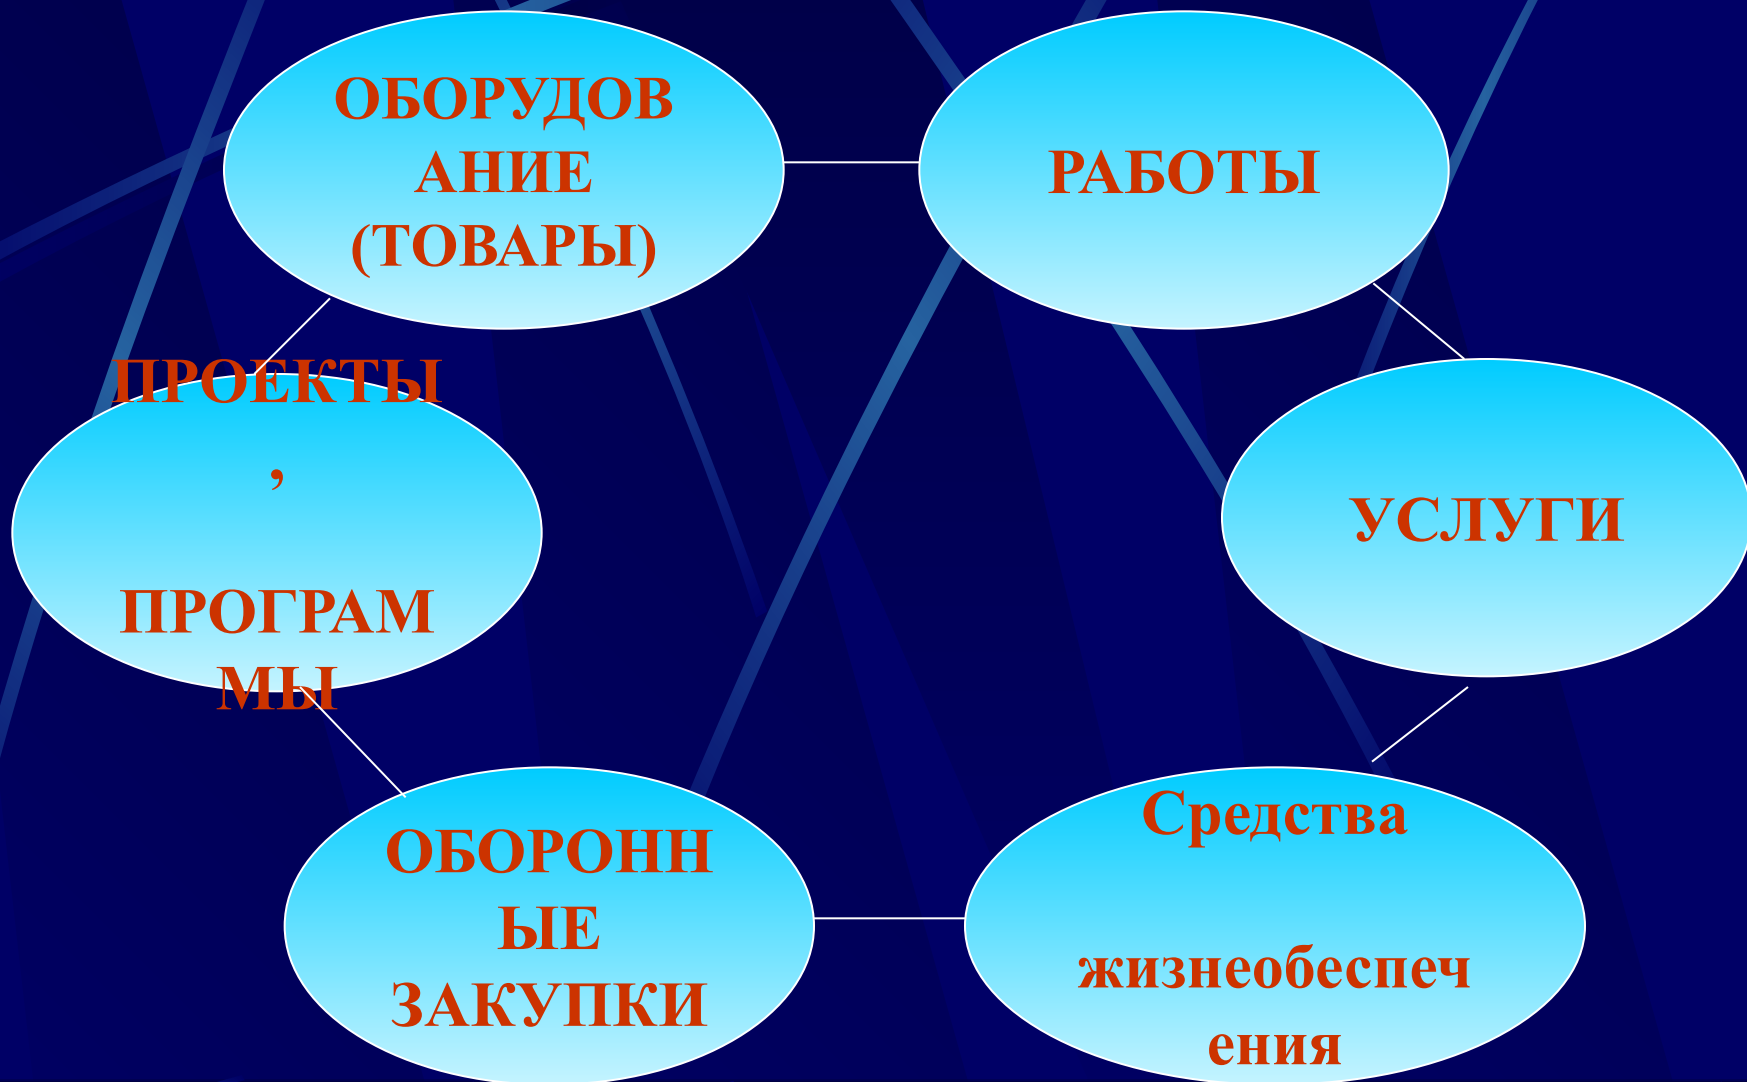 ОБОРУДОВ
АНИЕ
(ТОВАРЫ)
РАБОТЫ
ПРОЕКТЫ
,
ПРОГРАМ
МЫ
УСЛУГИ
ОБОРОНН
ЫЕ
ЗАКУПКИ
Средства
жизнеобеспеч
ения